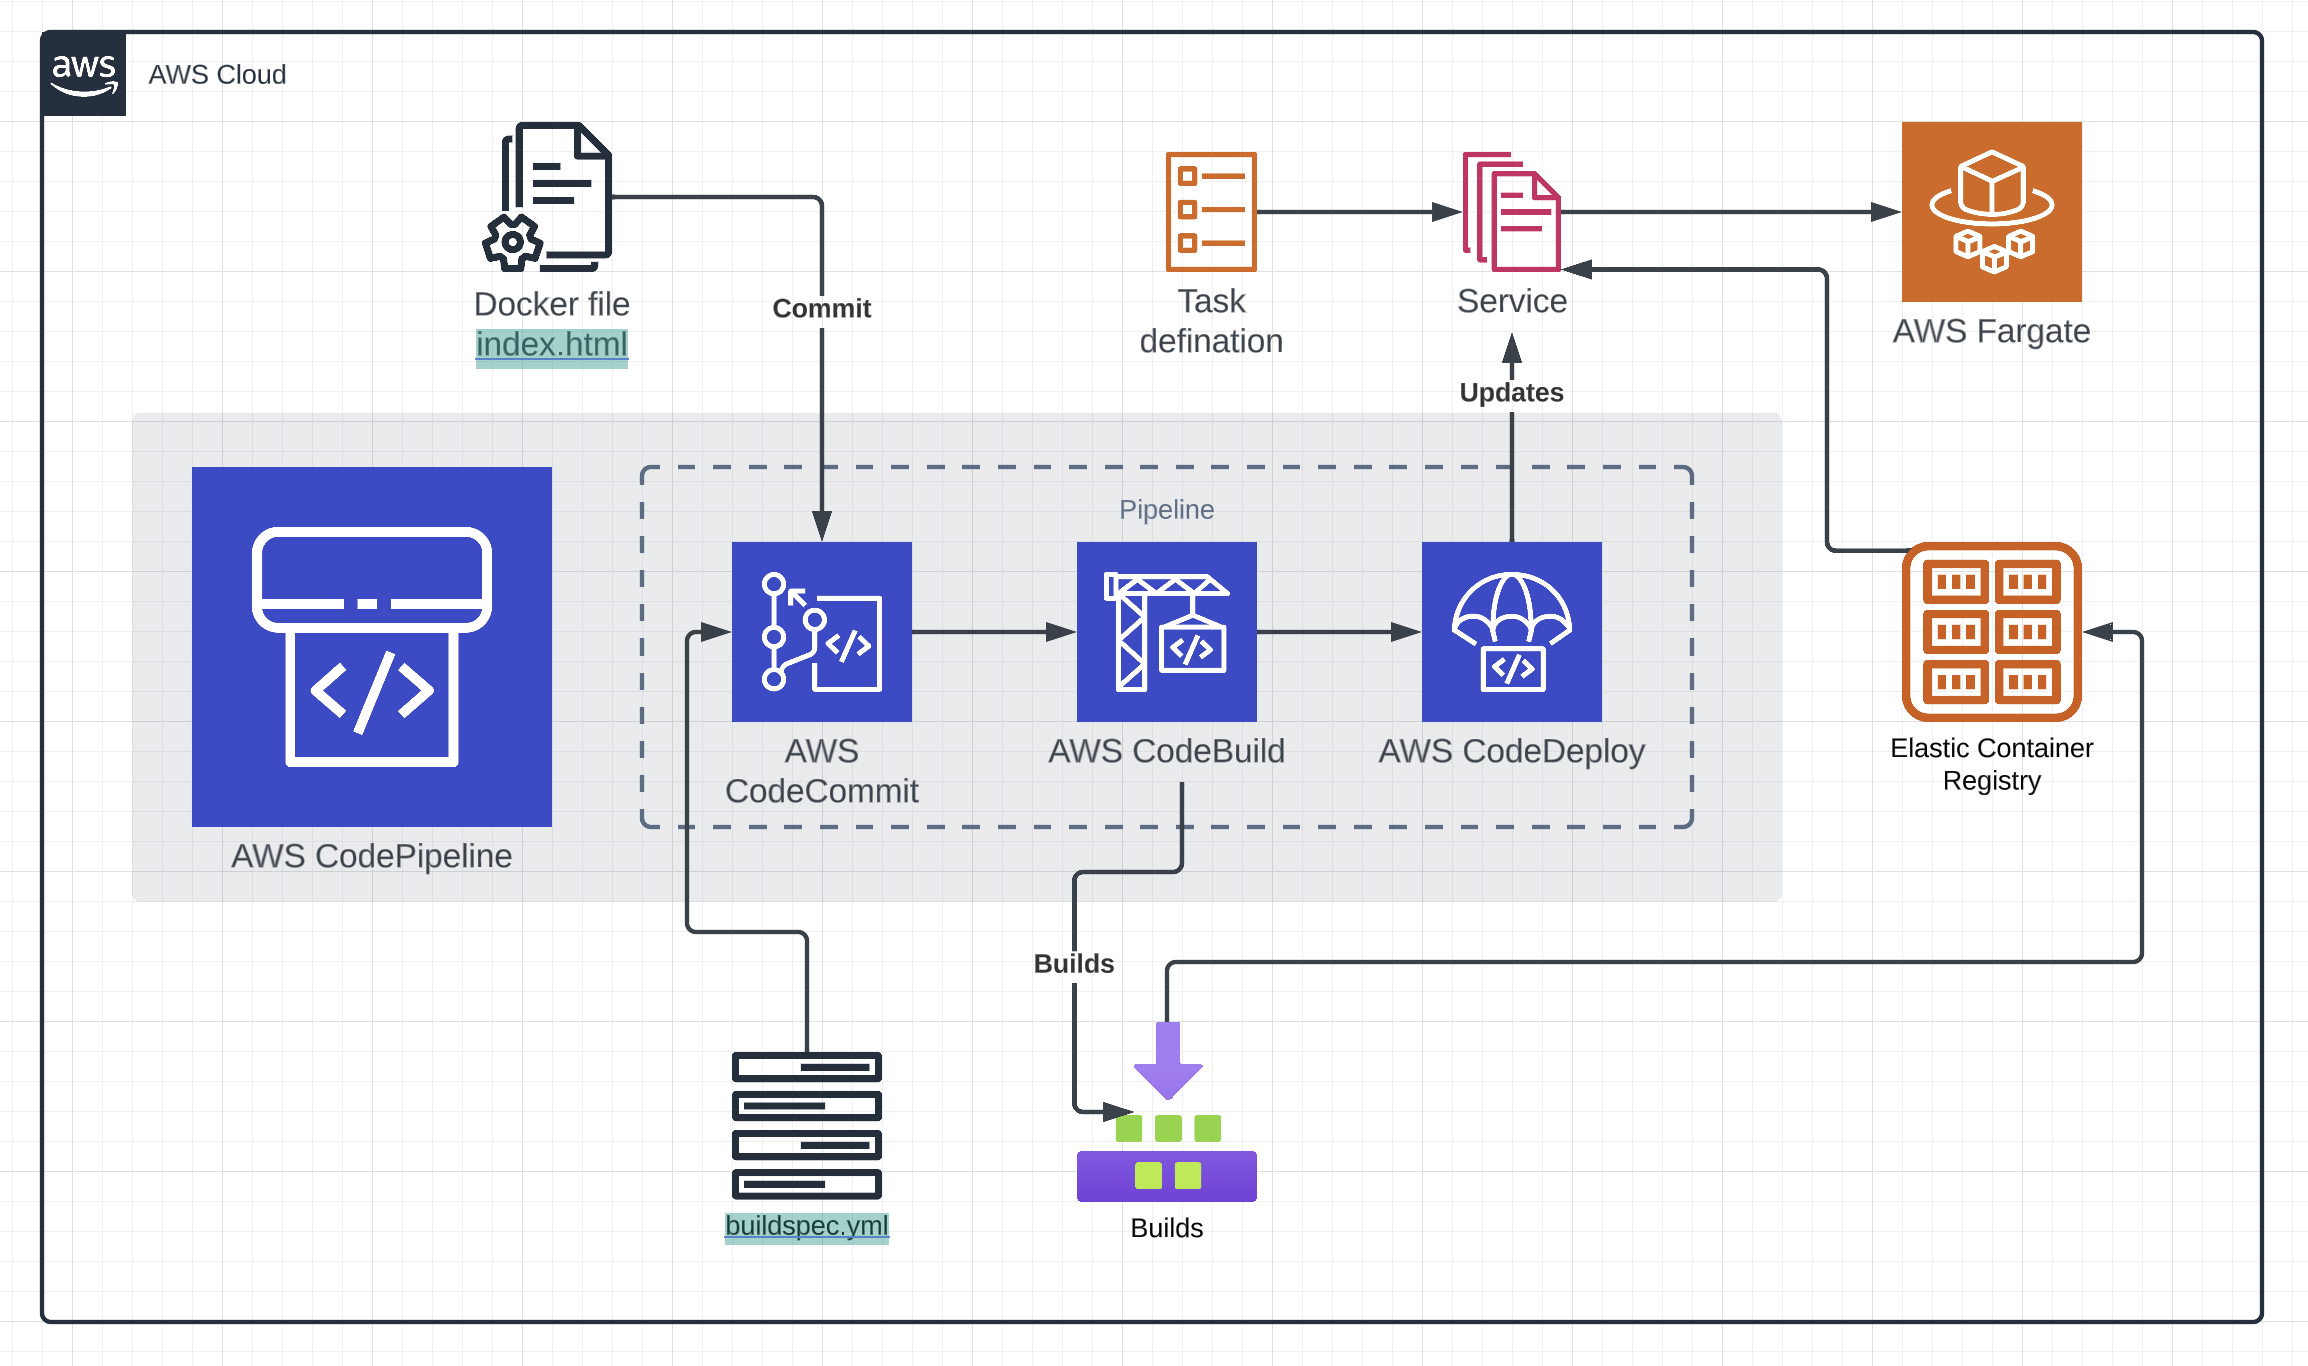 aws
AWS Cloud
Docker file
index.html
Commit
Task
defination
Service
AWS Fargate
Updates
Pipeline
AWS CodePipeline
AWS
CodeCommit
AWS CodeBuild
AWS CodeDeploy
Elastic Container
Registry
Builds
buildspec.yml
Builds